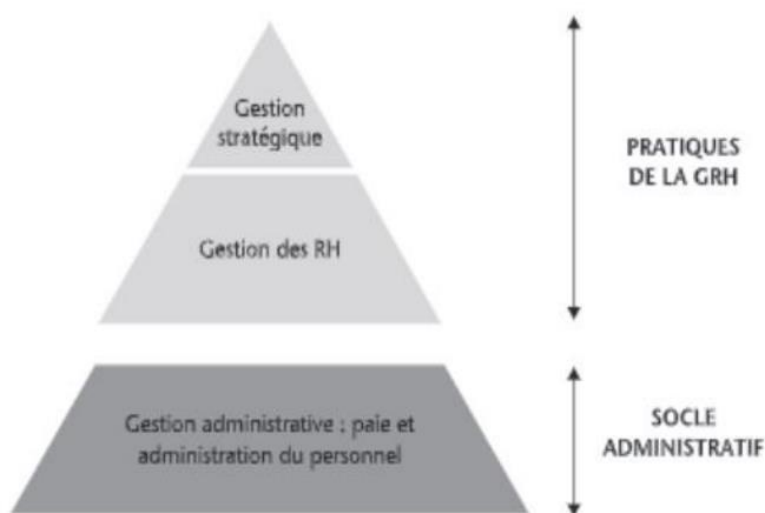 Gestion
stratégique
PRATIQUES
DE LA GRH
Gestion des RH
Gestion administrative : paie et
administration du personnel
SOCLE
ADMINISTRATIF